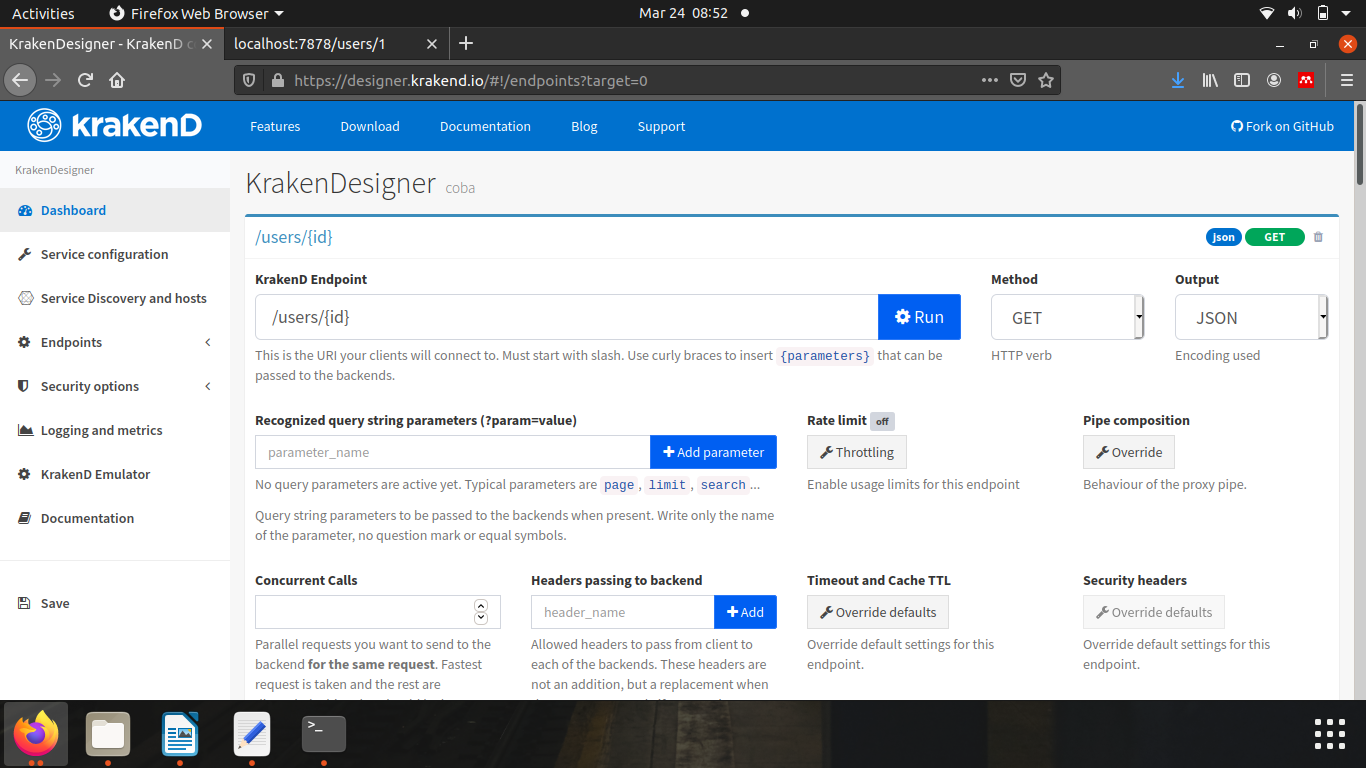 Activities
Firefox Web Browser
Mar 24 08:52
KrakenDesigner - KrakenD c
localhost:7878/users/1
https://designer.krakend.io/#!/endpoints?target=0
krakenD
Features
Download
Documentation
Blog
Support
Fork on GitHub
KrakenDesigner
Dashboard
Service configuration
Service Discovery and hosts
Endpoints
Security options
Logging and metrics
KrakenD Emulator
Documentation
Save
KrakenDesigner coba
/users/{id}
json
GET
KrakenD Endpoint
/users/{id}
Run
This is the URI your clients will connect to. Must start with slash. Use curly braces to insert {parameters} that can be
passed to the backends.
Method
GET
HTTP verb
Output
JSON
Encoding used
Recognized query string parameters (?param=value)
parameter_name
Add parameter
No query parameters are active yet. Typical parameters are page, limit, search...
Query string parameters to be passed to the backends when present. Write only the name
of the parameter, no question mark or equal symbols.
Rate limit off
Throttling
Enable usage limits for this endpoint
Pipe composition
Override
Behaviour of the proxy pipe.
Concurrent Calls
Parallel requests you want to send to the
backend for the same request. Fastest
request is taken and the rest are
Headers passing to backend
header_name
Add
Allowed headers to pass from client to
each of the backends. These headers are
not an addition, but a replacement when
Timeout and Cache TTL
Override defaults
Override default settings for this
endpoint.
Security headers
Override defaults
Override default settings for this
endpoint.